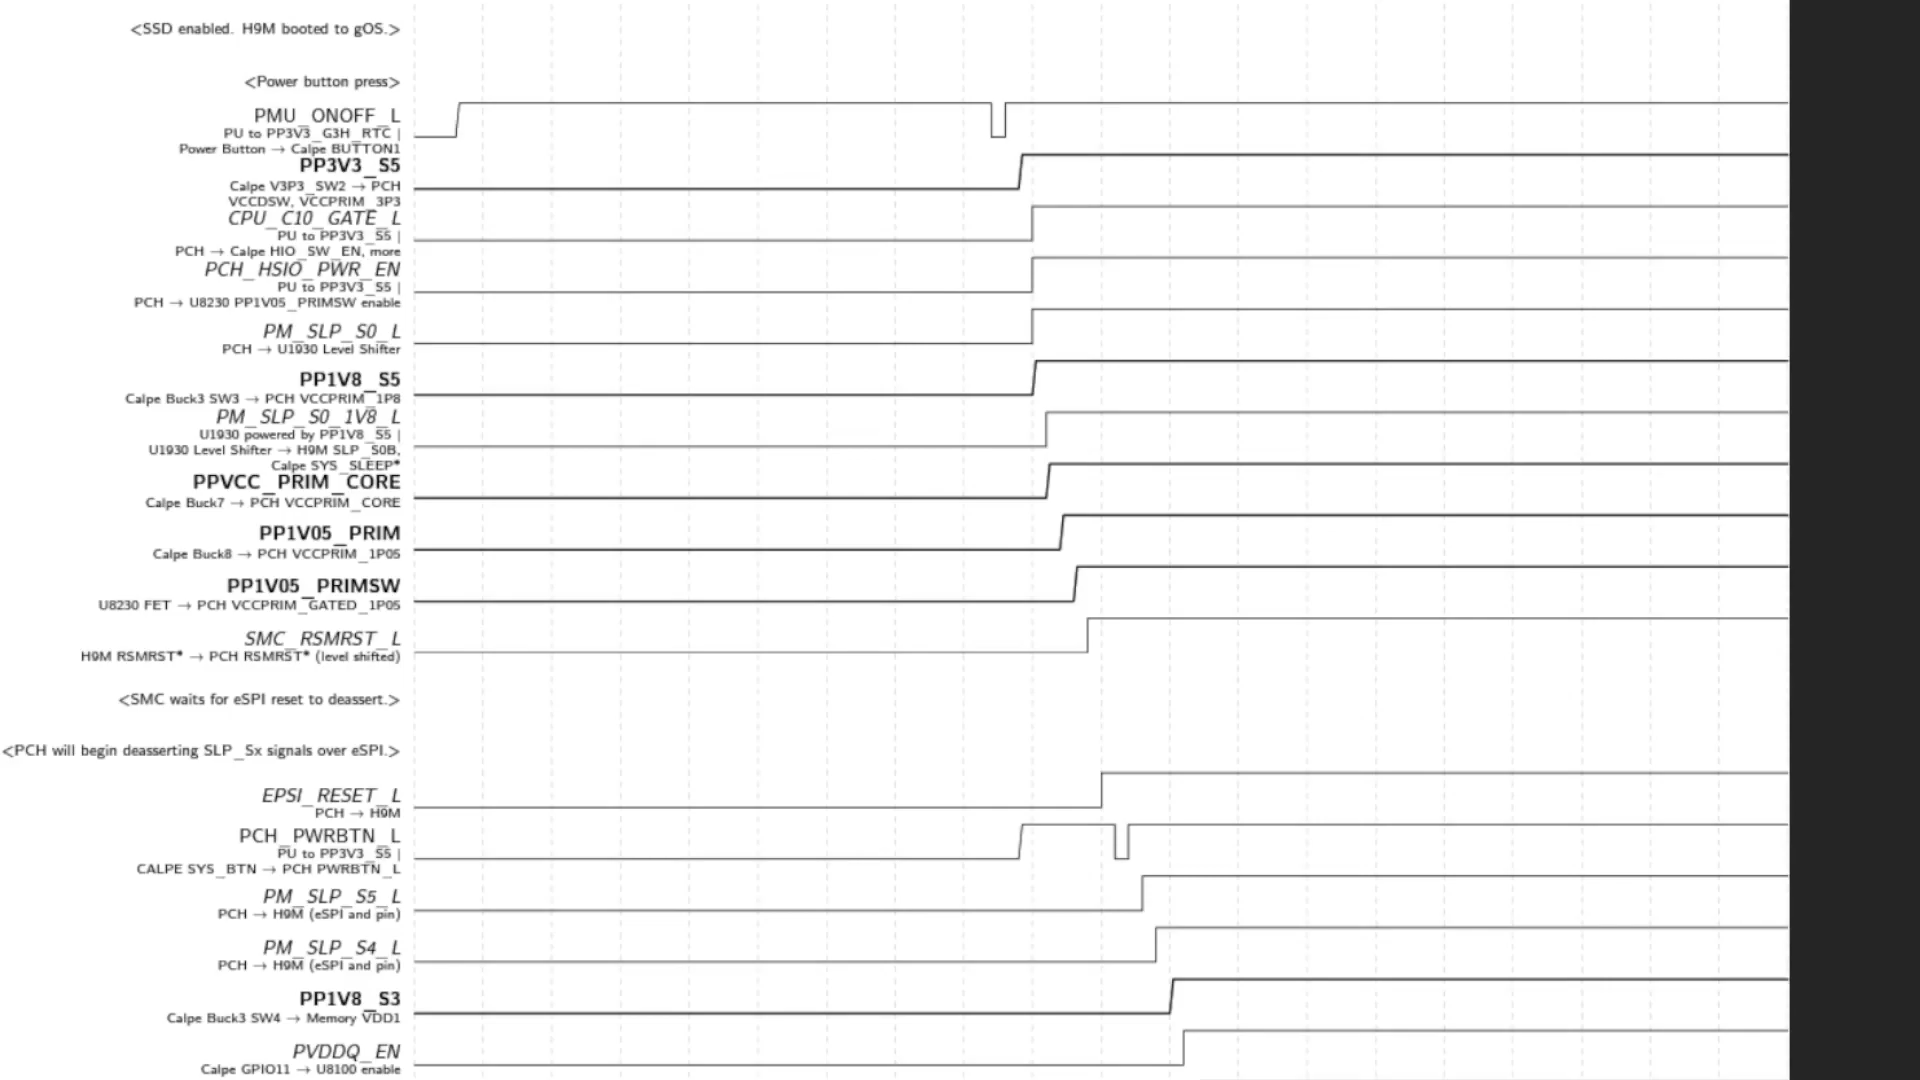 <SSD enabled. H9M booted to gOS.>
<Power button press>
PMU_ONOFF_L
PU to PP3V3_G3H_RTC |
Power Button → Calpe BUTTON1
PP3V3_S5
Calpe V3P3_SW2 → PCH
VCCDSW, VCCPRIM_3P3
CPU_C10_GATE_L
PU to PP3V3_S5 |
PCH → Calpe HIO_SW_EN, more
PCH_HSIO_PWR_EN
PU to PP3V3_S5 |
PCH → U8230 PP1V05_PRIMSW enable
PM_SLP_S0_L
PCH → U1930 Level Shifter
PP1V8_S5
Calpe Buck3 SW3 → PCH VCCPRIM_1P8
PM_SLP_S0_1V8_L
U1930 powered by PP1V8_S5 |
U1930 Level Shifter → H9M SLP_S0B,
Calpe SYS_SLEEP*
PPVCC_PRIM_CORE
Calpe Buck7 → PCH VCCPRIM_CORE
PP1V05_PRIM
Calpe Buck8 → PCH VCCPRIM_1P05
PP1V05_PRIMSW
U8230 FET → PCH VCCPRIM_GATED_1P05
SMC_RSMRST_L
H9M RSMRST* → PCH RSMRST* (level shifted)
<SMC waits for eSPI reset to deassert.>
<PCH will begin deasserting SLP_Sx signals over eSPI.>
EPSI_RESET_L
PCH → H9M
PCH_PWRBTN_L
PU to PP3V3_S5 |
CALPE SYS_BTN → PCH PWRBTN_L
PM_SLP_S5_L
PCH → H9M (eSPI and pin)
PM_SLP_S4_L
PCH → H9M (eSPI and pin)
PP1V8_S3
Calpe Buck3 SW4 → Memory VDD1
PVDDQ_EN
Calpe GPIO11 → U8100 enable